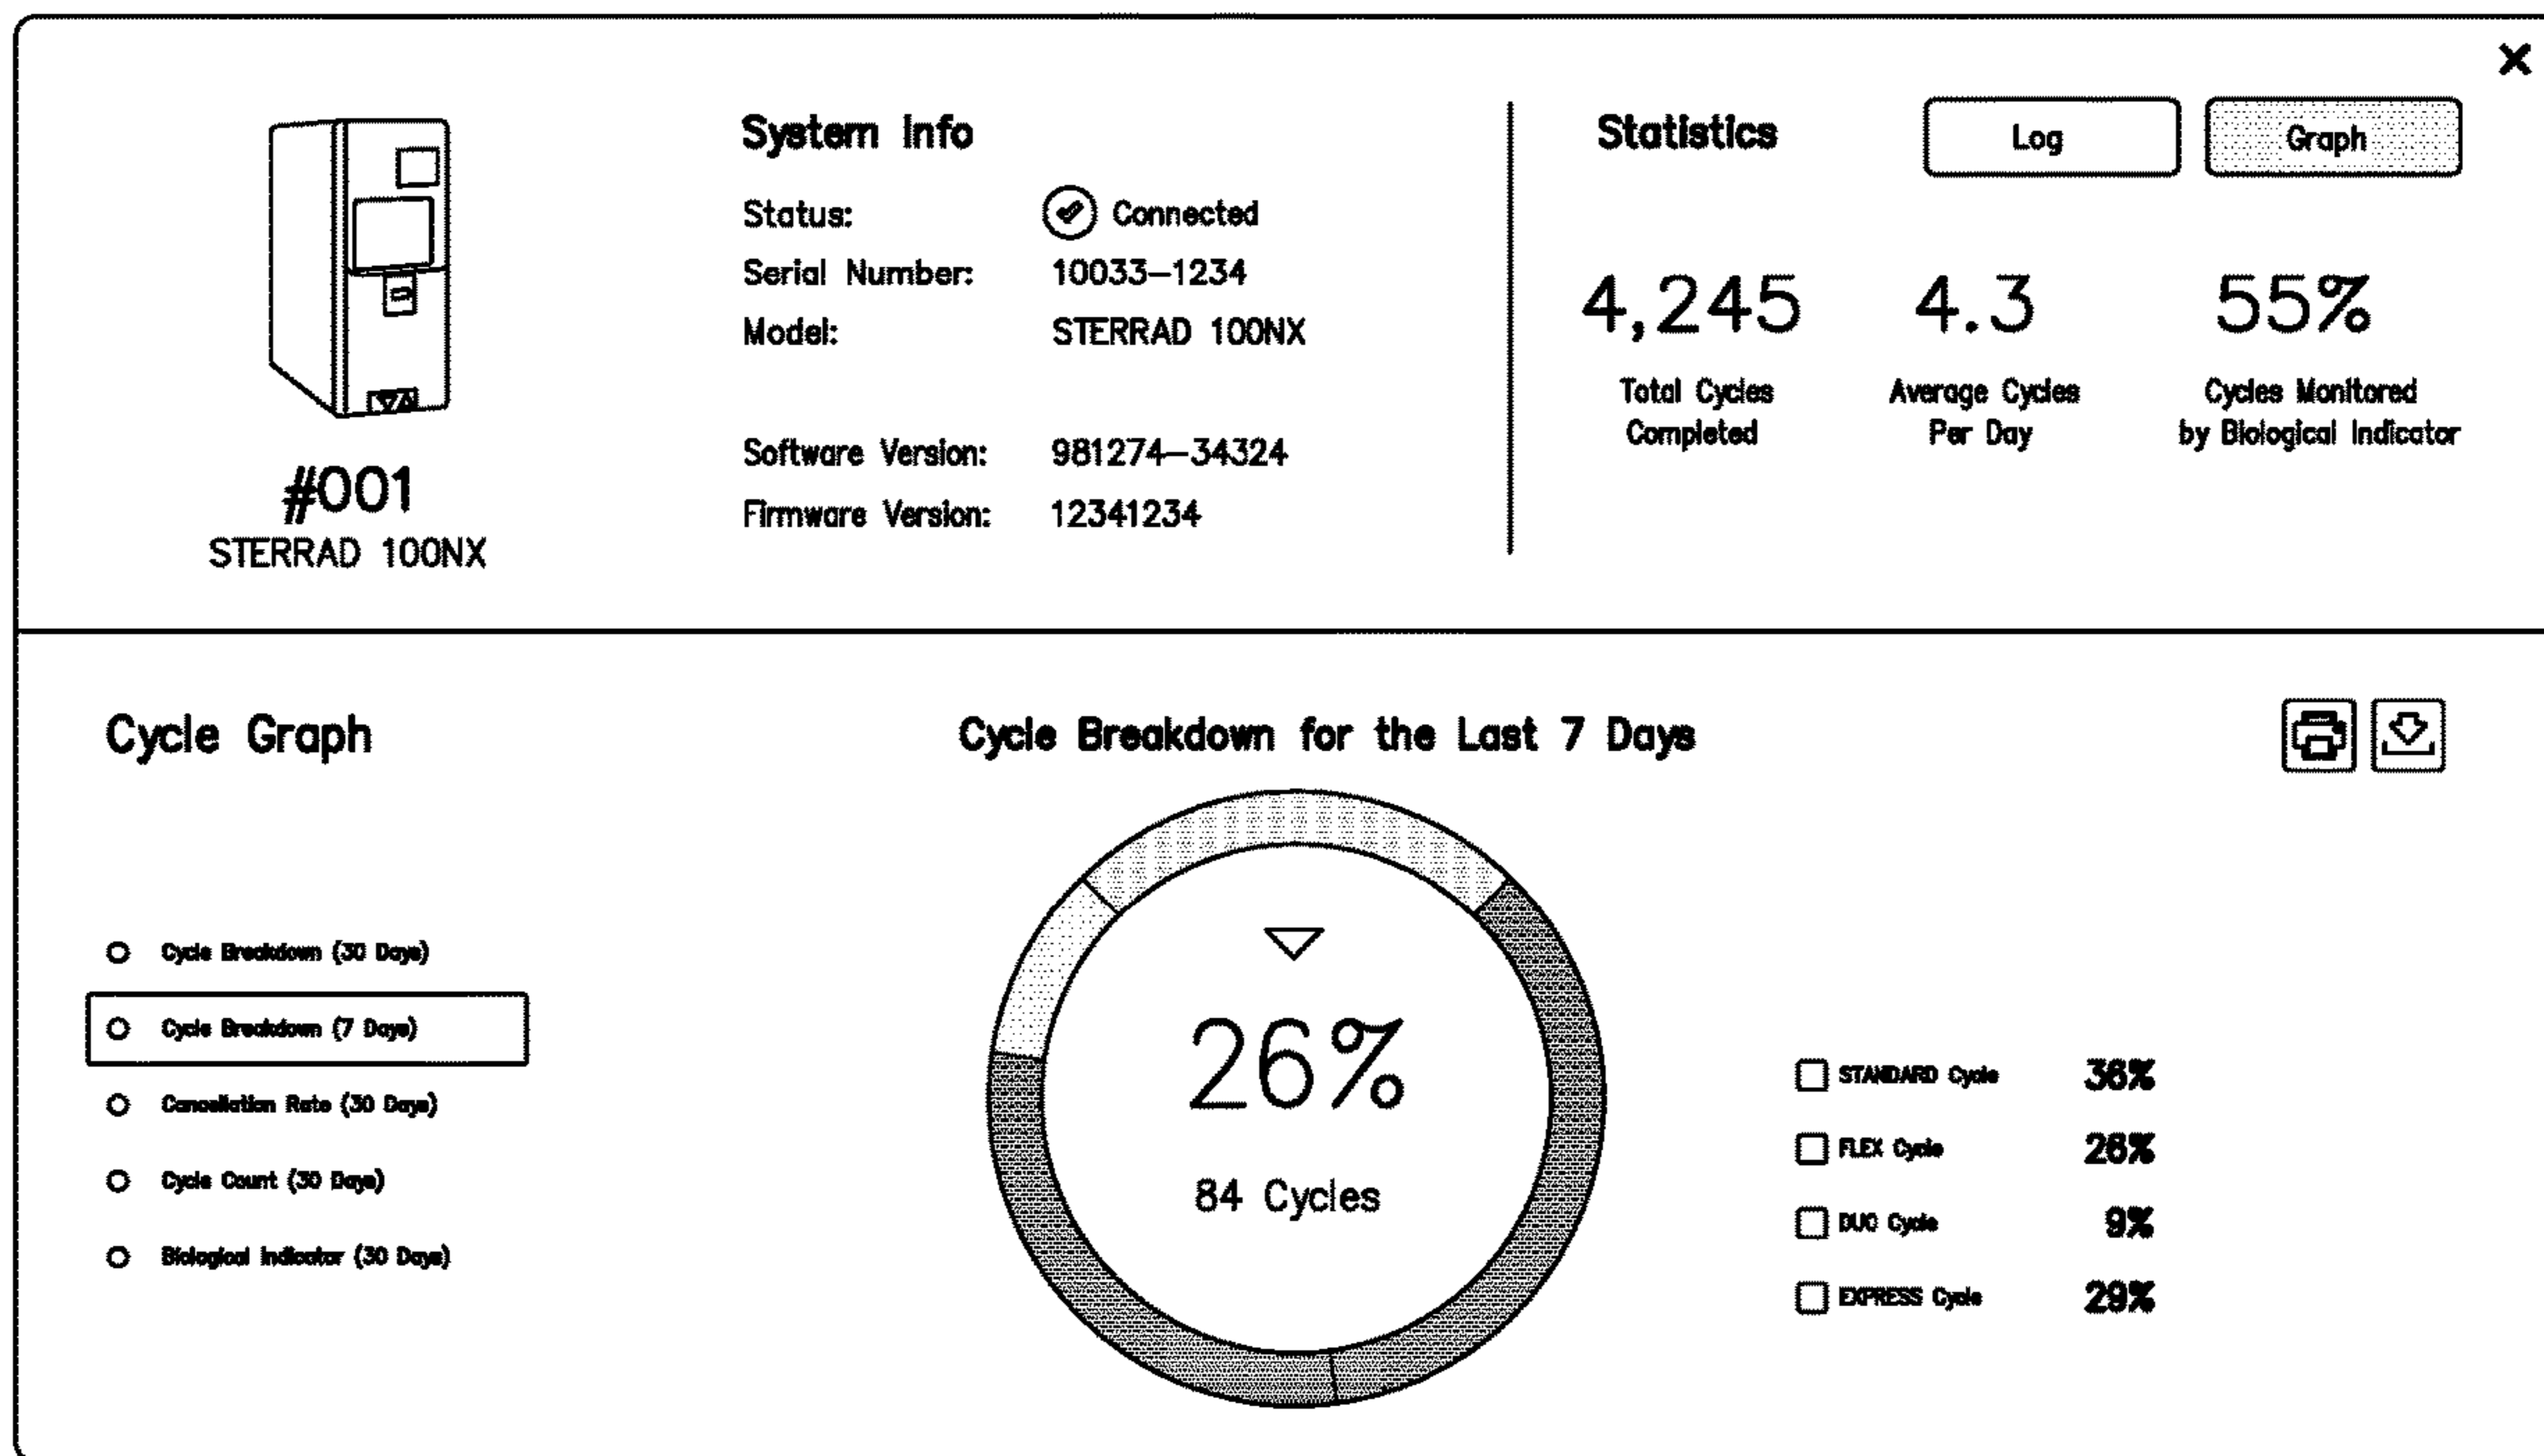 System Info
Status: Connected
Serial Number: 10033-1234
Model: STERRAD 100NX
Software Version: 981274-34324
Firmware Version: 12341234
#001
STERRAD 100NX
Statistics
Log
Graph
4,245
Total Cycles
Completed
4.3
Average Cycles
Per Day
55%
Cycles Monitored
by Biological Indicator
Cycle Graph
Cycle Breakdown (30 Days)
Cycle Breakdown (7 Days)
Cancellation Rate (30 Days)
Cycle Count (30 Days)
Biological Indicator (30 Days)
Cycle Breakdown for the Last 7 Days
26%
84 Cycles
STANDARD Cycle 36%
FLEX Cycle 26%
DUO Cycle 9%
EXPRESS Cycle 29%